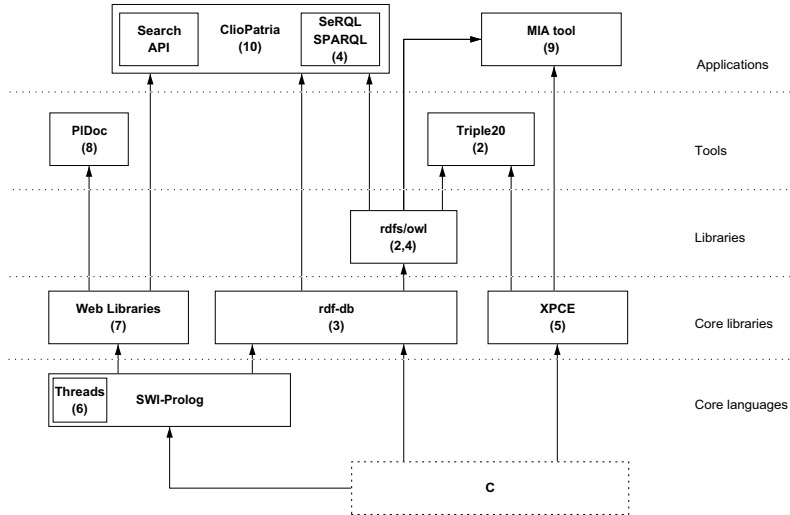 Search
API
ClioPatria
(10)
SeRQL
SPARQL
(4)
MIA tool
(9)
Applications
PlDoc
(8)
Triple20
(2)
Tools
rdfs/owl
(2,4)
Libraries
Web Libraries
(7)
rdf-db
(3)
XPCE
(5)
Core libraries
Threads
(6)
SWI-Prolog
Core languages
C